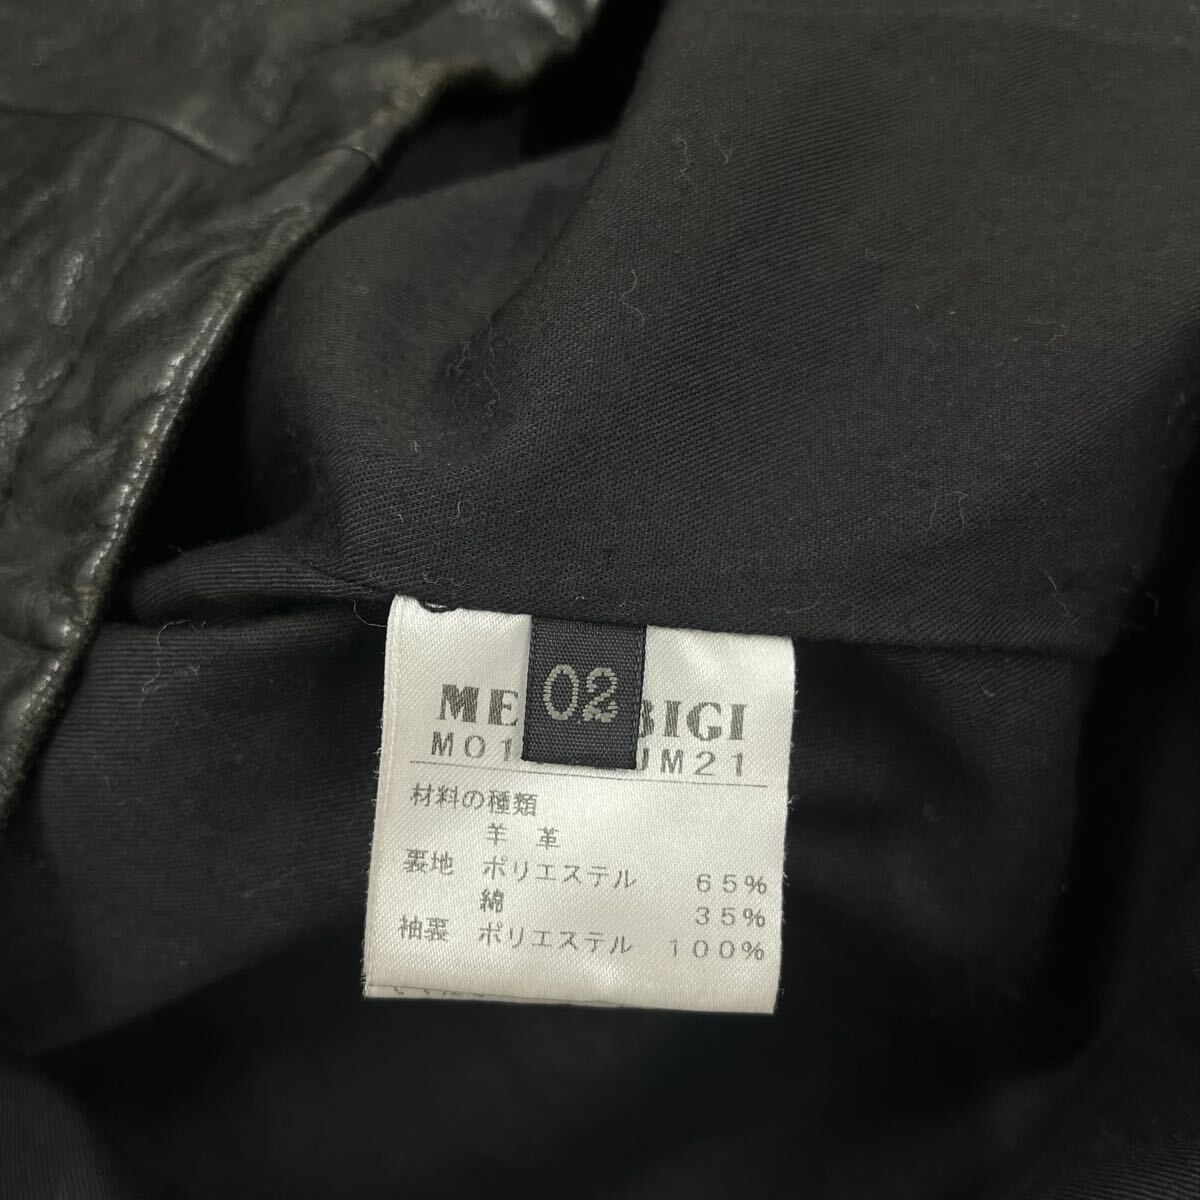 02
ME BIGI
MO1 JM21
材料の種類
羊 革
裏地 ポリエステル 65%
綿 35%
袖裏 ポリエステル 100%